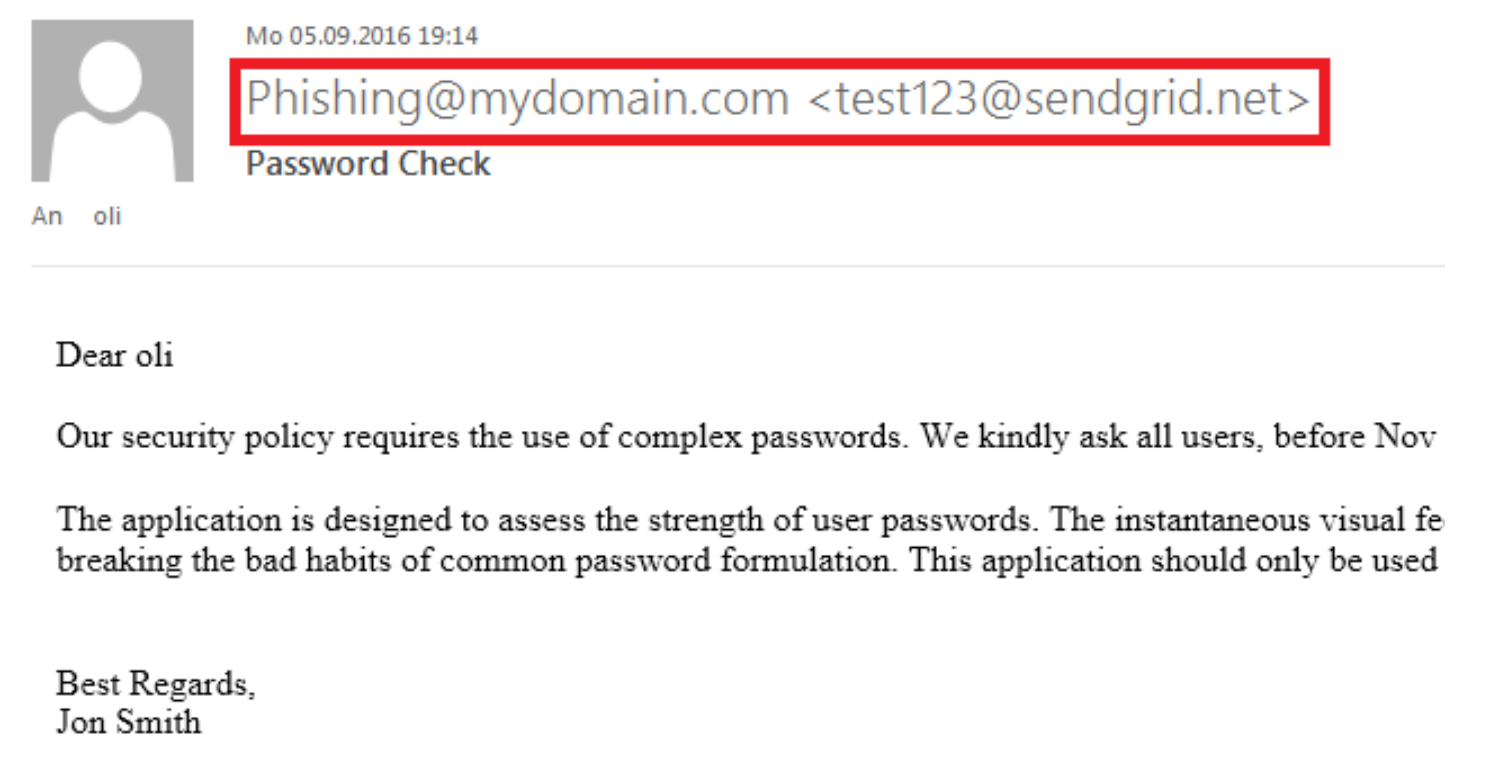 Mo 05.09.2016 19:14
Phishing@mydomain.com <test123@sendgrid.net>
Password Check
An oli
Dear oli
Our security policy requires the use of complex passwords. We kindly ask all users, before Nov
The application is designed to assess the strength of user passwords. The instantaneous visual fe
breaking the bad habits of common password formulation. This application should only be used
Best Regards,
Jon Smith